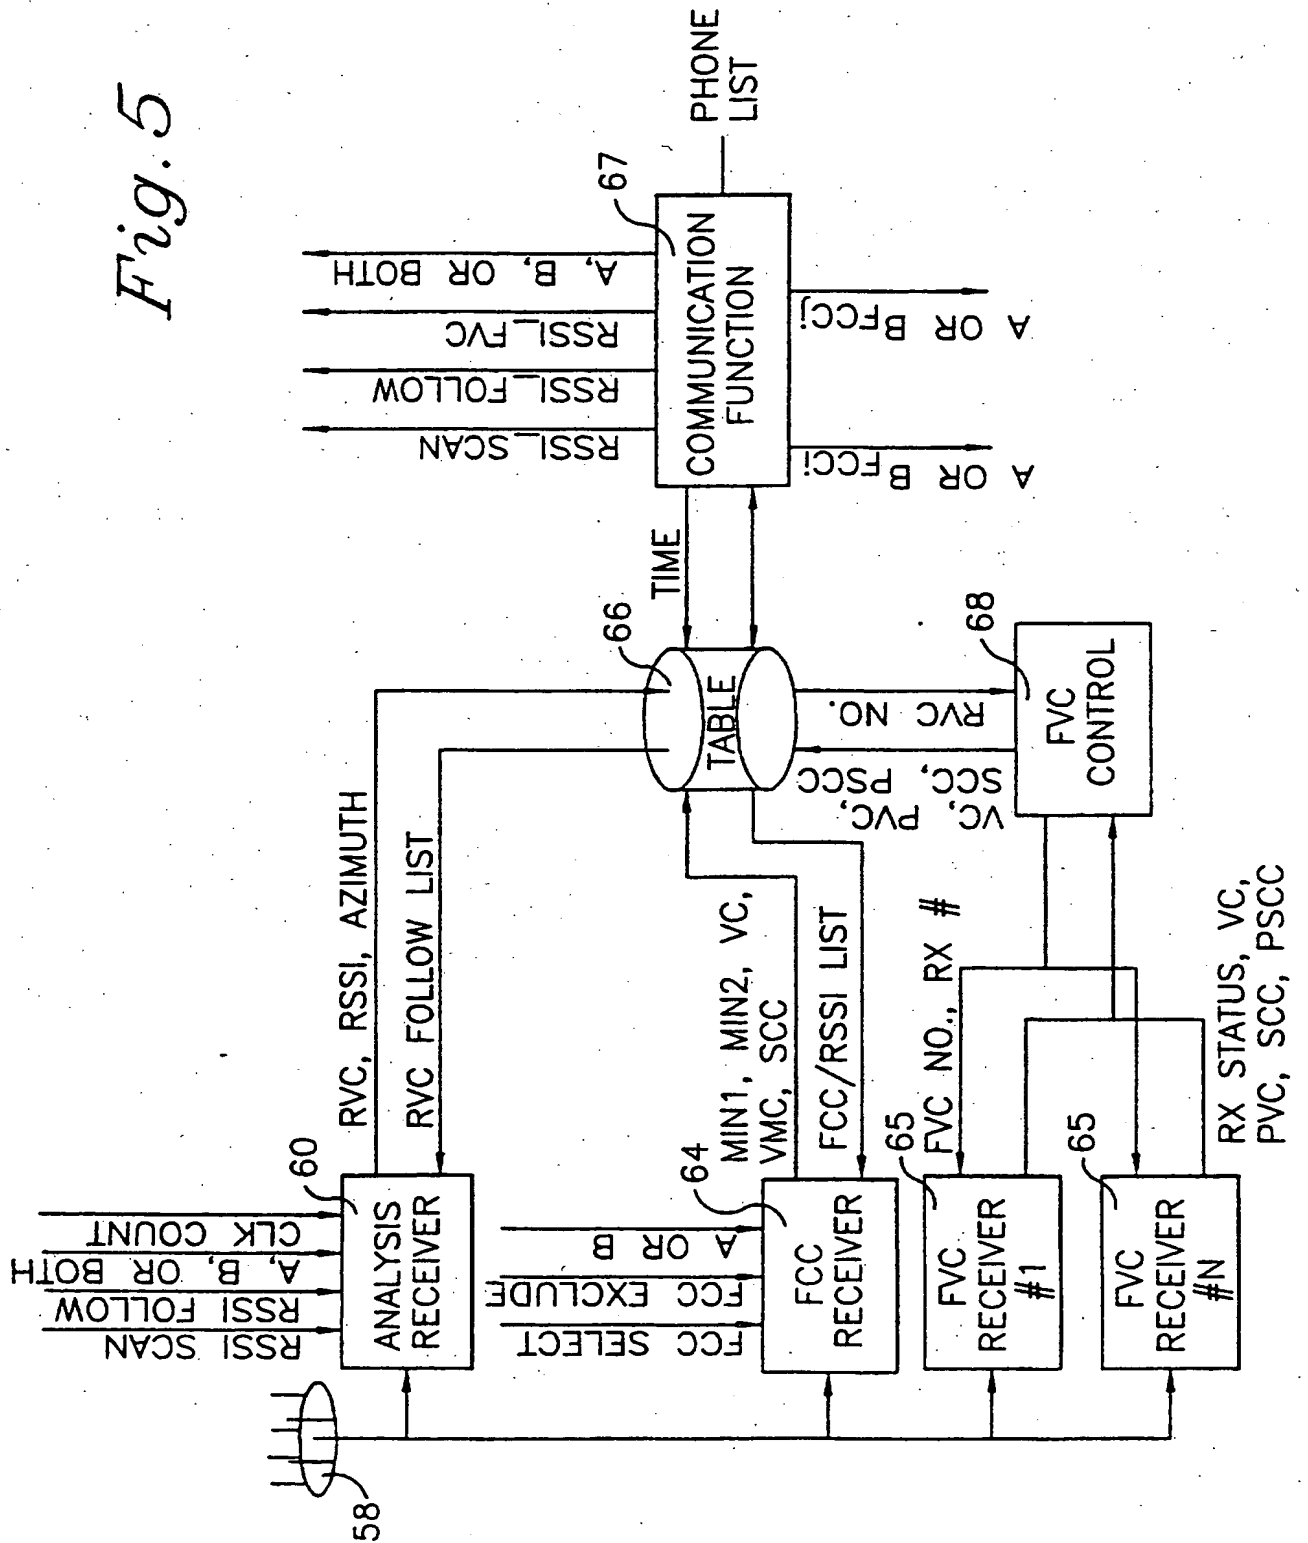 Fig. 5
58
RSSI SCAN
RSSI FOLLOW
A, B, OR BOTH
CLK COUNT
60
ANALYSIS
RECEIVER
RVC, RSSI, AZIMUTH
RVC FOLLOW LIST
FCC SELECT
FCC EXCLUDE
A OR B
64
FCC
RECEIVER
MIN1, MIN2, VC,
VMC, SCC
FCC/RSSI LIST
65
FVC
RECEIVER
#1
FVC NO., RX #
65
FVC
RECEIVER
#N
RX STATUS, VC,
PVC, SCC, PSCC
66
TABLE
TIME
VC, SCC,
PVC, PSCC
RVC NO.
68
FVC
CONTROL
67
COMMUNICATION
FUNCTION
RSSI_SCAN
RSSI_FOLLOW
RSSI_FVC
A, B, OR BOTH
A OR B FCCi
A OR B FCCj
PHONE
LIST